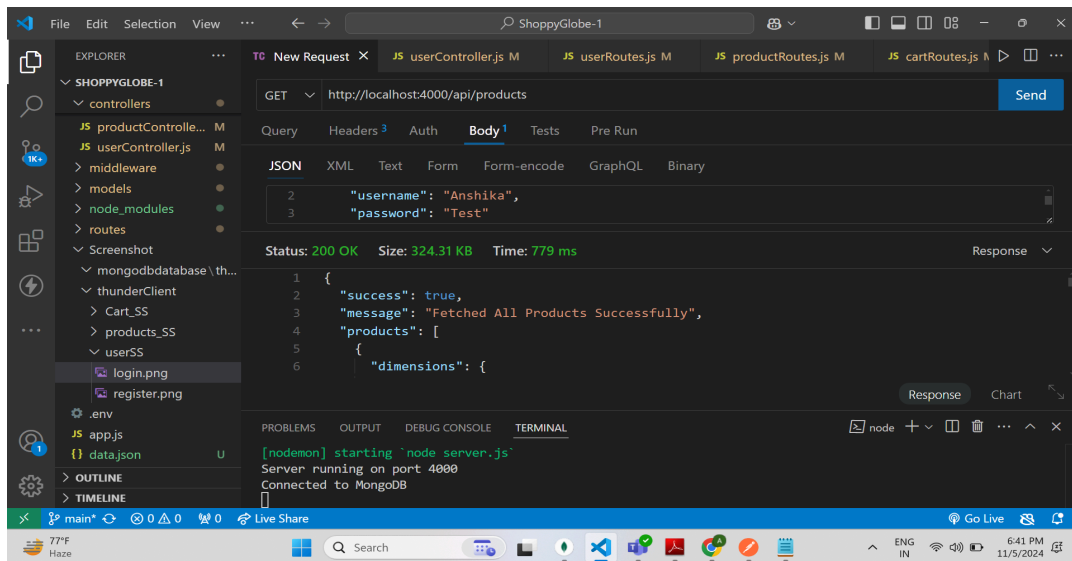 File Edit Selection View ··· ShoppyGlobe-1
EXPLORER ···
SHOPPYGLOBE-1
controllers
JS productControlle... M
JS userController.js M
middleware
models
node_modules
routes
Screenshot
mongodbdatabase\th...
thunderClient
Cart_SS
products_SS
userSS
login.png
register.png
.env
JS app.js
{} data.json U
OUTLINE
TIMELINE
1K+
1
TC New Request JS userController.js M JS userRoutes.js M JS productRoutes.js M JS cartRoutes.js
GET http://localhost:4000/api/products Send
Query Headers 3 Auth Body 1 Tests Pre Run
JSON XML Text Form Form-encode GraphQL Binary
2 "username": "Anshika",
3 "password": "Test"
Status: 200 OK Size: 324.31 KB Time: 779 ms Response
1 {
2 "success": true,
3 "message": "Fetched All Products Successfully",
4 "products": [
5 {
6 "dimensions": {
Response Chart
PROBLEMS OUTPUT DEBUG CONSOLE TERMINAL node
[nodemon] starting `node server.js`
Server running on port 4000
Connected to MongoDB
main* 0 0 0 Live Share Go Live
77°F
Haze
Search
ENG
IN
6:41 PM
11/5/2024